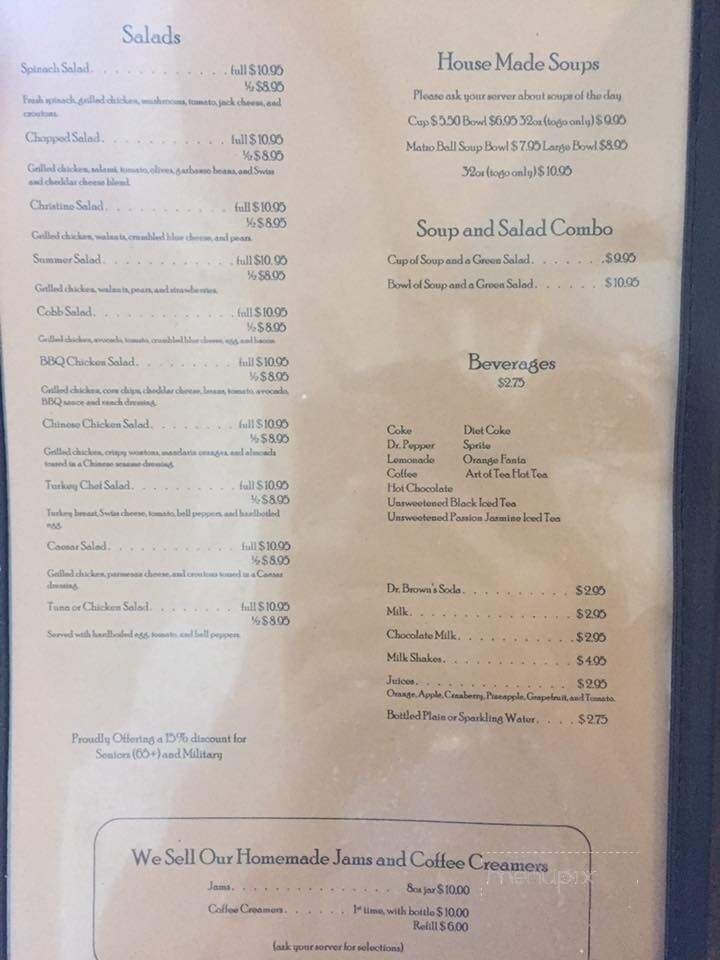 Salads
Spinach Salad. . . . . . . . . . . . full $10.95
½ $8.95
Fresh spinach, grilled chicken, mushrooms, tomato, jack cheese, and
croutons.
Chopped Salad. . . . . . . . . . . full $10.95
½ $8.95
Grilled chicken, salami, tomato, olives, garbanzo beans, and Swiss
and cheddar cheese blend.
Christine Salad. . . . . . . . . . . full $10.95
½ $8.95
Grilled chicken, walnuts, crumbled blue cheese, and pears.
Summer Salad. . . . . . . . . . . . full $10.95
½ $8.95
Grilled chicken, walnuts, pears, and strawberries.
Cobb Salad. . . . . . . . . . . . . full $10.95
½ $8.95
Grilled chicken, avocado, tomato, crumbled blue cheese, egg, and bacon.
BBQ Chicken Salad. . . . . . . . . full $10.95
½ $8.95
Grilled chicken, corn chips, cheddar cheese, beans, tomato, avocado,
BBQ sauce and ranch dressing.
Chinese Chicken Salad. . . . . . . . full $10.95
½ $8.95
Grilled chicken, crispy wontons, mandarin oranges, and almonds
tossed in a Chinese sesame dressing.
Turkey Chef Salad. . . . . . . . . . full $10.95
½ $8.95
Turkey breast, Swiss cheese, tomato, bell peppers, and hardboiled
egg.
Caesar Salad. . . . . . . . . . . . full $10.95
½ $8.95
Grilled chicken, parmesan cheese, and croutons tossed in a Caesar
dressing.
Tuna or Chicken Salad. . . . . . . . full $10.95
½ $8.95
Served with hardboiled egg, tomato, and bell peppers.
Proudly Offering a 15% discount for
Seniors (65+) and Military
House Made Soups
Please ask your server about soups of the day
Cup $5.50 Bowl $6.95 32oz (togo only) $9.95
Matzo Ball Soup Bowl $7.95 Large Bowl $8.95
32oz (togo only) $10.95
Soup and Salad Combo
Cup of Soup and a Green Salad. . . . . . . $9.95
Bowl of Soup and a Green Salad. . . . . . $10.95
Beverages
$2.75
Coke Diet Coke
Dr. Pepper Sprite
Lemonade Orange Fanta
Coffee Art of Tea Hot Tea
Hot Chocolate
Unsweetened Black Iced Tea
Unsweetened Passion Jasmine Iced Tea
Dr. Brown's Soda. . . . . . . . . . . $2.95
Milk. . . . . . . . . . . . . . . . $2.95
Chocolate Milk. . . . . . . . . . . . $2.95
Milk Shakes. . . . . . . . . . . . . $4.95
Juices. . . . . . . . . . . . . . . $2.95
Orange, Apple, Cranberry, Pineapple, Grapefruit, and Tomato.
Bottled Plain or Sparkling Water. . . . $2.75
We Sell Our Homemade Jams and Coffee Creamers
Jams. . . . . . . . . . . . . . . 8oz jar $10.00
Coffee Creamers. . . . . . 1st time, with bottle $10.00
Refill $6.00
(ask your server for selections)
menupix